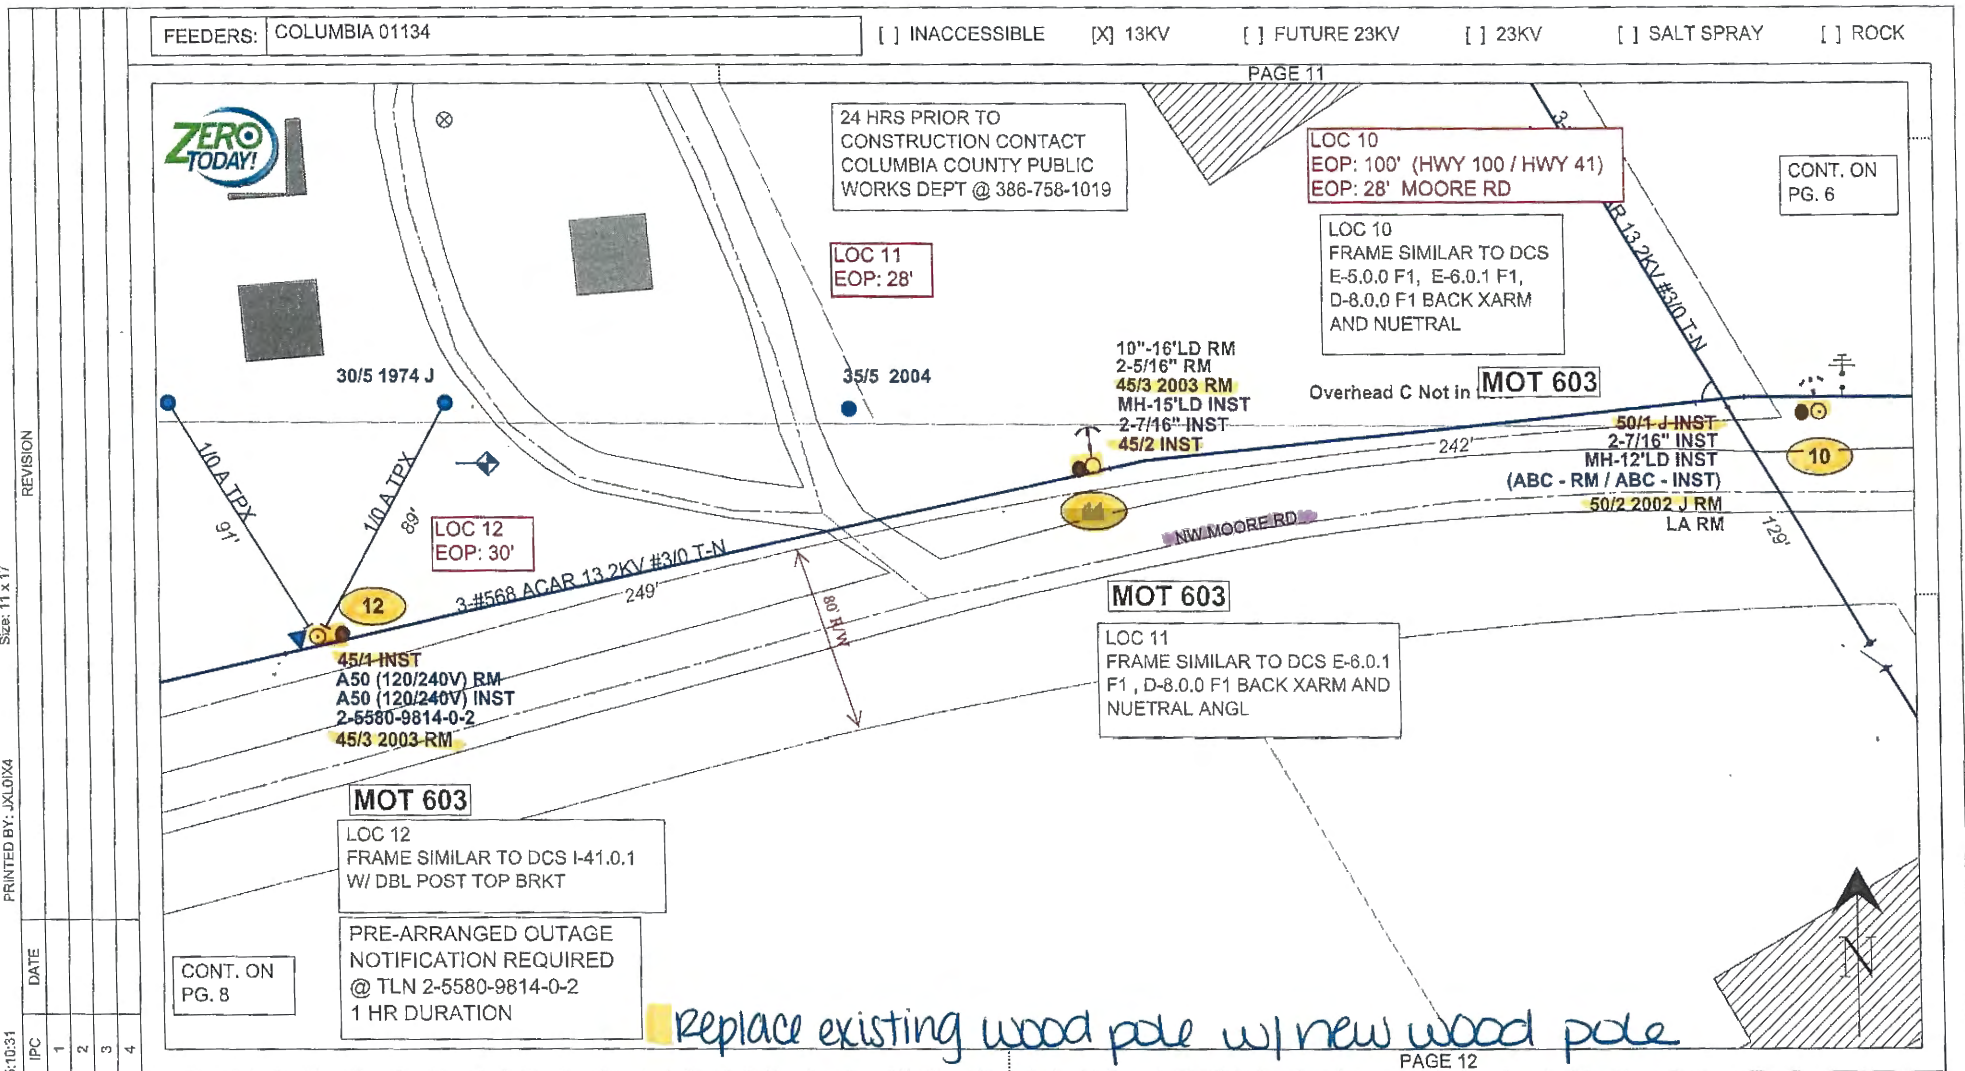 FEEDERS: COLUMBIA 01134
[ ] INACCESSIBLE [X] 13KV [ ] FUTURE 23KV [ ] 23KV [ ] SALT SPRAY [ ] ROCK
PAGE 11
ZERO
TODAY!
24 HRS PRIOR TO
CONSTRUCTION CONTACT
COLUMBIA COUNTY PUBLIC
WORKS DEPT @ 386-758-1019
LOC 10
EOP: 100' (HWY 100 / HWY 41)
EOP: 28' MOORE RD
CONT. ON
PG. 6
LOC 10
FRAME SIMILAR TO DCS
E-5.0.0 F1, E-6.0.1 F1,
D-8.0.0 F1 BACK XARM
AND NUETRAL
LOC 11
EOP: 28'
3-
R 13.2KV #3/0 T-N
30/5 1974 J
35/5 2004
10"-16'LD RM
2-5/16" RM
45/3 2003 RM
MH-15'LD INST
2-7/16" INST
45/2 INST
Overhead C Not in
MOT 603
50/1 J INST
2-7/16" INST
MH-12'LD INST
(ABC - RM / ABC - INST)
50/2 2002 J RM
LA RM
10
242'
129'
1/0 A TPX
91'
1/0 A TPX
89'
LOC 12
EOP: 30'
NW MOORE RD
3-#568 ACAR 13.2KV #3/0 T-N
249'
12
80' R/W
MOT 603
LOC 11
FRAME SIMILAR TO DCS E-6.0.1
F1 , D-8.0.0 F1 BACK XARM AND
NUETRAL ANGL
45/1 INST
A50 (120/240V) RM
A50 (120/240V) INST
2-5580-9814-0-2
45/3 2003 RM
MOT 603
LOC 12
FRAME SIMILAR TO DCS I-41.0.1
W/ DBL POST TOP BRKT
PRE-ARRANGED OUTAGE
NOTIFICATION REQUIRED
@ TLN 2-5580-9814-0-2
1 HR DURATION
CONT. ON
PG. 8
N
Replace existing wood pole w/ new wood pole
PAGE 12
REVISION
DATE
IPC
1
2
3
4
Size: 11 x 17
PRINTED BY: JXL0IX4
:10:31